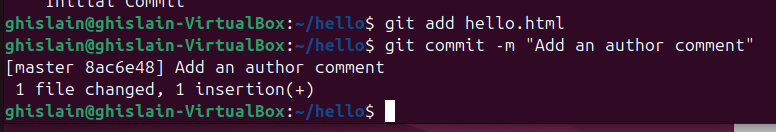 Initial Commit
ghislain@ghislain-VirtualBox:~/hello$ git add hello.html
ghislain@ghislain-VirtualBox:~/hello$ git commit -m "Add an author comment"
[master 8ac6e48] Add an author comment
 1 file changed, 1 insertion(+)
ghislain@ghislain-VirtualBox:~/hello$